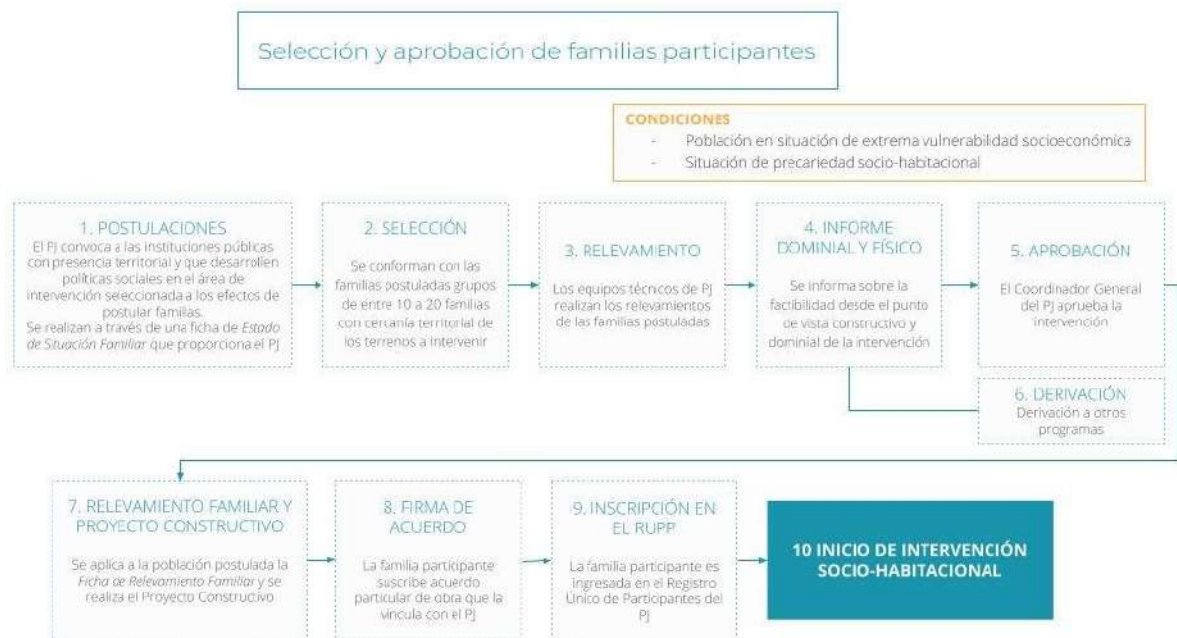 Selección y aprobación de familias participantes
CONDICIONES
- Población en situación de extrema vulnerabilidad socioeconómica
- Situación de precariedad socio-habitacional
1. POSTULACIONES
El PJ convoca a las instituciones públicas
con presencia territorial y que desarrollen
políticas sociales en el área de
intervención seleccionada a los efectos de
postular familias.
Se realizan a través de una ficha de Estado
de Situación Familiar que proporciona el PJ
2. SELECCIÓN
Se conforman con las
familias postuladas grupos
de entre 10 a 20 familias
con cercanía territorial de
los terrenos a intervenir
3. RELEVAMIENTO
Los equipos técnicos de PJ
realizan los relevamientos
de las familias postuladas
4. INFORME
DOMINIAL Y FÍSICO
Se informa sobre la
factibilidad desde el punto
de vista constructivo y
dominial de la intervención
5. APROBACIÓN
El Coordinador General
del PJ aprueba la
intervención
6. DERIVACIÓN
Derivación a otros
programas
7. RELEVAMIENTO FAMILIAR Y
PROYECTO CONSTRUCTIVO
Se aplica a la población postulada la
Ficha de Relevamiento Familiar y se
realiza el Proyecto Constructivo
8. FIRMA DE
ACUERDO
La familia participante
suscribe acuerdo
particular de obra que la
vincula con el PJ
9. INSCRIPCIÓN EN
EL RUPP
La familia participante es
ingresada en el Registro
Único de Participantes del
PJ
10 INICIO DE INTERVENCIÓN
SOCIO-HABITACIONAL